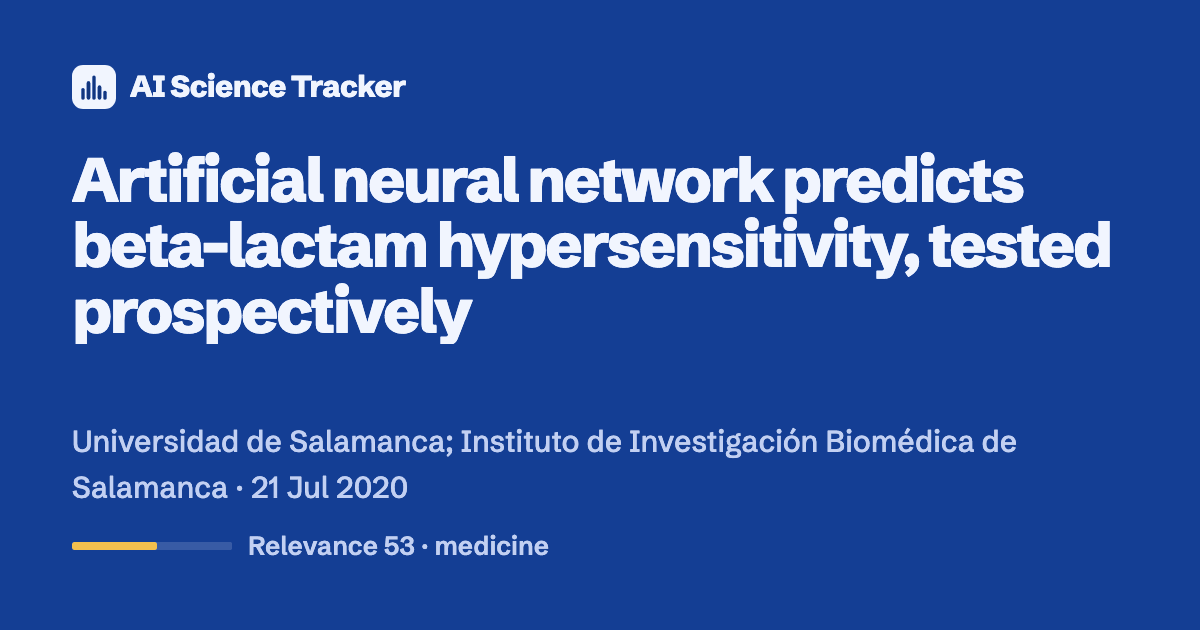 AI Science Tracker
Artificial neural network predicts
beta-lactam hypersensitivity, tested
prospectively
Universidad de Salamanca; Instituto de Investigación Biomédica de
Salamanca · 21 Jul 2020
Relevance 53 · medicine